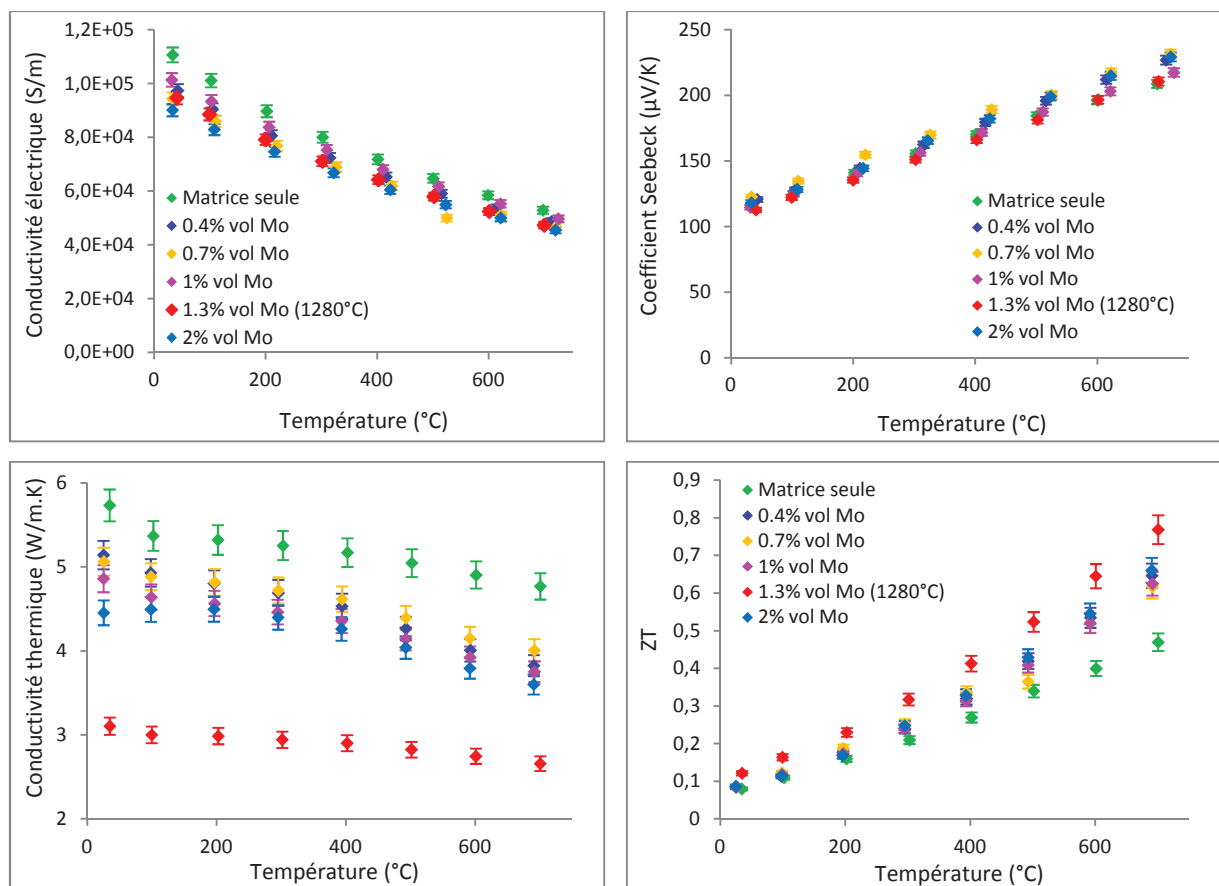 Conductivité électrique (S/m)
1,2E+05
1,0E+05
8,0E+04
6,0E+04
4,0E+04
2,0E+04
0,0E+00
Matrice seule
0.4% vol Mo
0.7% vol Mo
1% vol Mo
1.3% vol Mo (1280°C)
2% vol Mo
0 200 400 600
Température (°C)
Coefficient Seebeck (µV/K)
250
200
150
100
50
0
Matrice seule
0.4% vol Mo
0.7% vol Mo
1% vol Mo
1.3% vol Mo (1280°C)
2% vol Mo
0 200 400 600
Température (°C)
Conductivité thermique (W/m.K)
6
5
4
3
2
0 200 400 600
Température (°C)
ZT
0,9
0,8
0,7
0,6
0,5
0,4
0,3
0,2
0,1
0
Matrice seule
0.4% vol Mo
0.7% vol Mo
1% vol Mo
1.3% vol Mo (1280°C)
2% vol Mo
0 200 400 600
Température (°C)